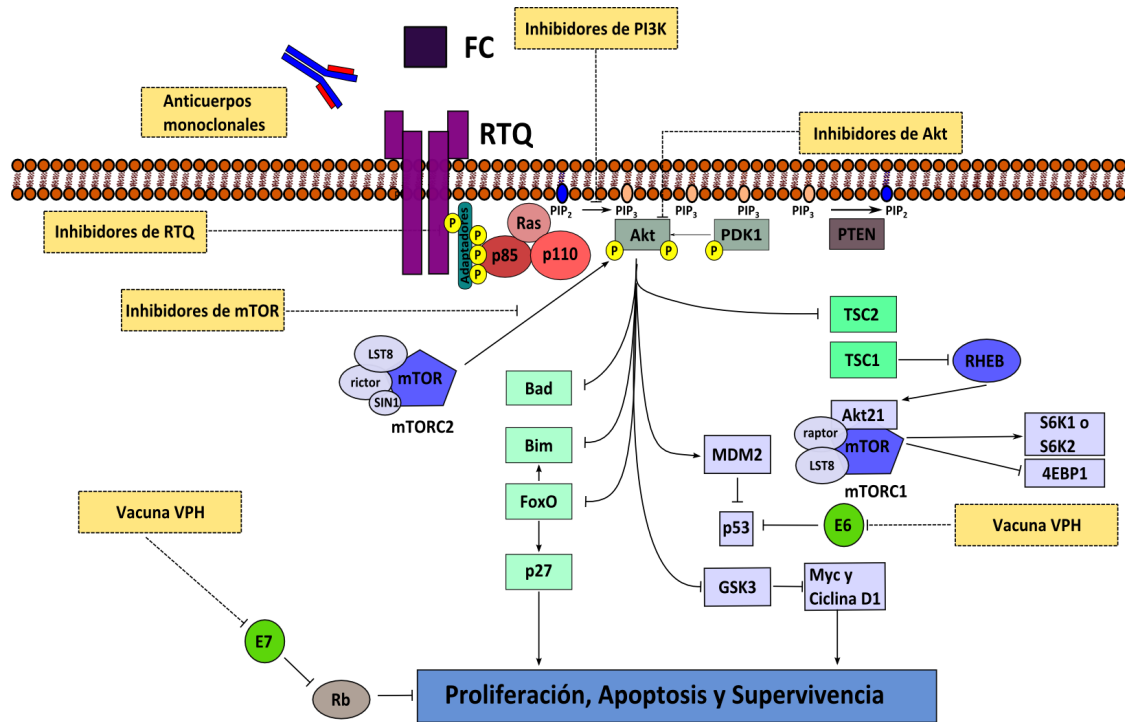 Inhibidores de PI3K
FC
Anticuerpos
monoclonales
RTQ
Inhibidores de Akt
PIP2
PIP3
PIP3
PIP3
PIP3
PIP2
Inhibidores de RTQ
P
Adaptadores
P
P
P
Ras
p85
p110
Akt
P
P
PDK1
P
PTEN
Inhibidores de mTOR
TSC2
TSC1
RHEB
LST8
rictor
SIN1
mTOR
mTORC2
Bad
Akt21
raptor
mTOR
LST8
mTORC1
S6K1 o
S6K2
4EBP1
Bim
MDM2
FoxO
Vacuna VPH
p53
E6
Vacuna VPH
p27
GSK3
Myc y
Ciclina D1
E7
Rb
Proliferación, Apoptosis y Supervivencia